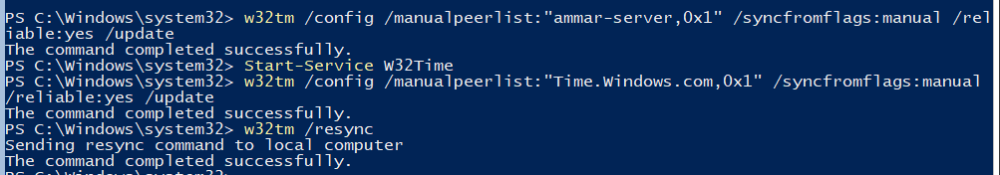 PS C:\Windows\system32> w32tm /config /manualpeerlist:"ammar-server,0x1" /syncfromflags:manual /rel
iable:yes /update
The command completed successfully.
PS C:\Windows\system32> Start-Service W32Time
PS C:\Windows\system32> w32tm /config /manualpeerlist:"Time.Windows.com,0x1" /syncfromflags:manual
/reliable:yes /update
The command completed successfully.
PS C:\Windows\system32> w32tm /resync
Sending resync command to local computer
The command completed successfully.
PS C:\Windows\system32>